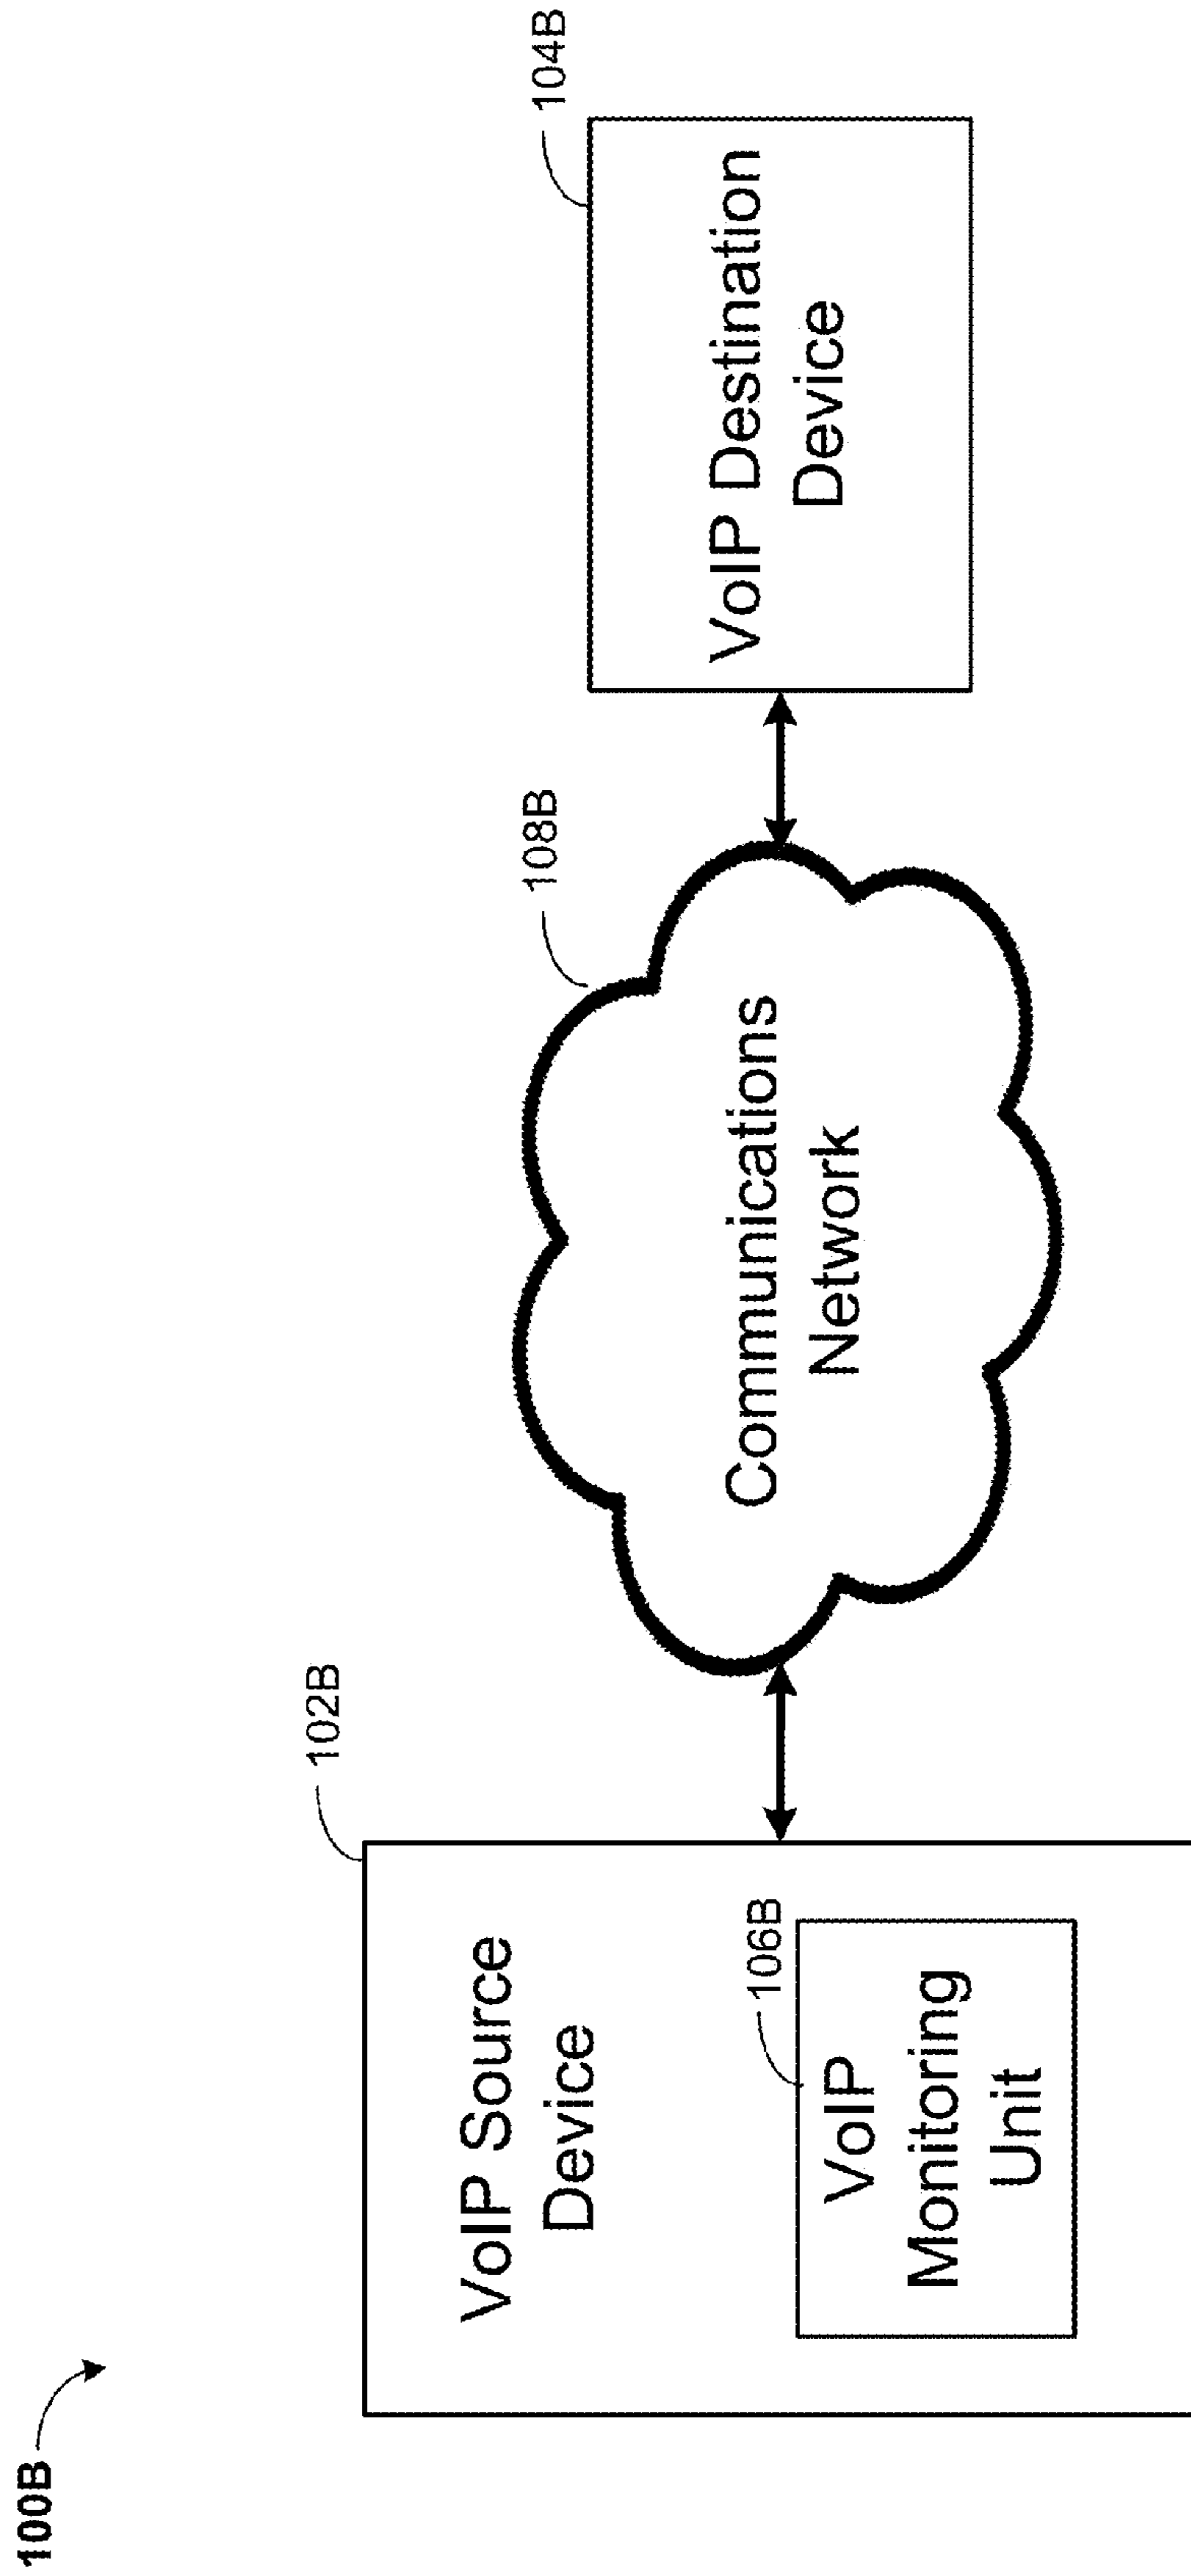 100B
102B
VoIP Source
Device
106B
VoIP
Monitoring
Unit
108B
Communications
Network
104B
VoIP Destination
Device